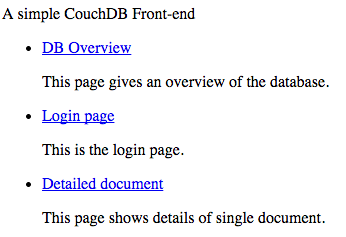 A simple CouchDB Front-end
DB Overview
This page gives an overview of the database.
Login page
This is the login page.
Detailed document
This page shows details of single document.